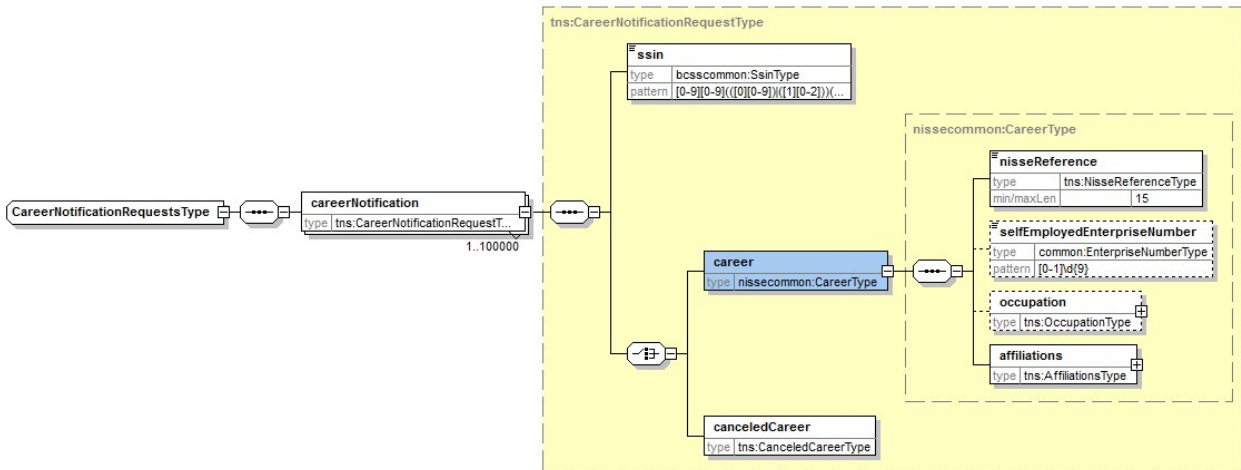 tns:CareerNotificationRequestType
ssin
type bcsscommon:SsinType
pattern [0-9][0-9](([0][0-9])|([1][0-2]))(...
nissecommon:CareerType
nisseReference
type tns:NisseReferenceType
min/maxLen 15
CareerNotificationRequestsType
careerNotification
type tns:CareerNotificationRequestT...
1..100000
selfEmployedEnterpriseNumber
type common:EnterpriseNumberType
pattern [0-1]\d{9}
career
type nissecommon:CareerType
occupation
type tns:OccupationType
affiliations
type tns:AffiliationsType
canceledCareer
type tns:CanceledCareerType